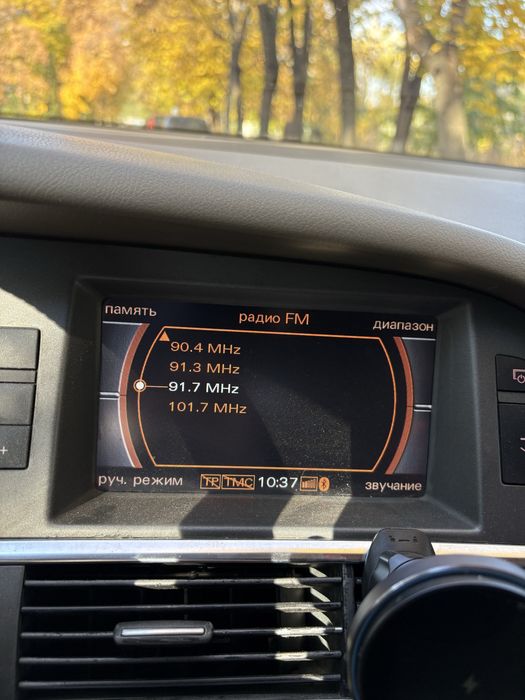 память
радио FM
диапазон
90.4 MHz
91.3 MHz
91.7 MHz
101.7 MHz
руч. режим
TP TMC 10:37
звучание